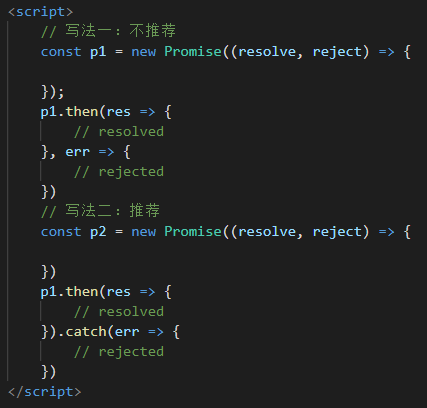 <script>
// 写法一：不推荐
const p1 = new Promise((resolve, reject) => {
});
p1.then(res => {
// resolved
}, err => {
// rejected
})
// 写法二：推荐
const p2 = new Promise((resolve, reject) => {
})
p1.then(res => {
// resolved
}).catch(err => {
// rejected
})
</script>